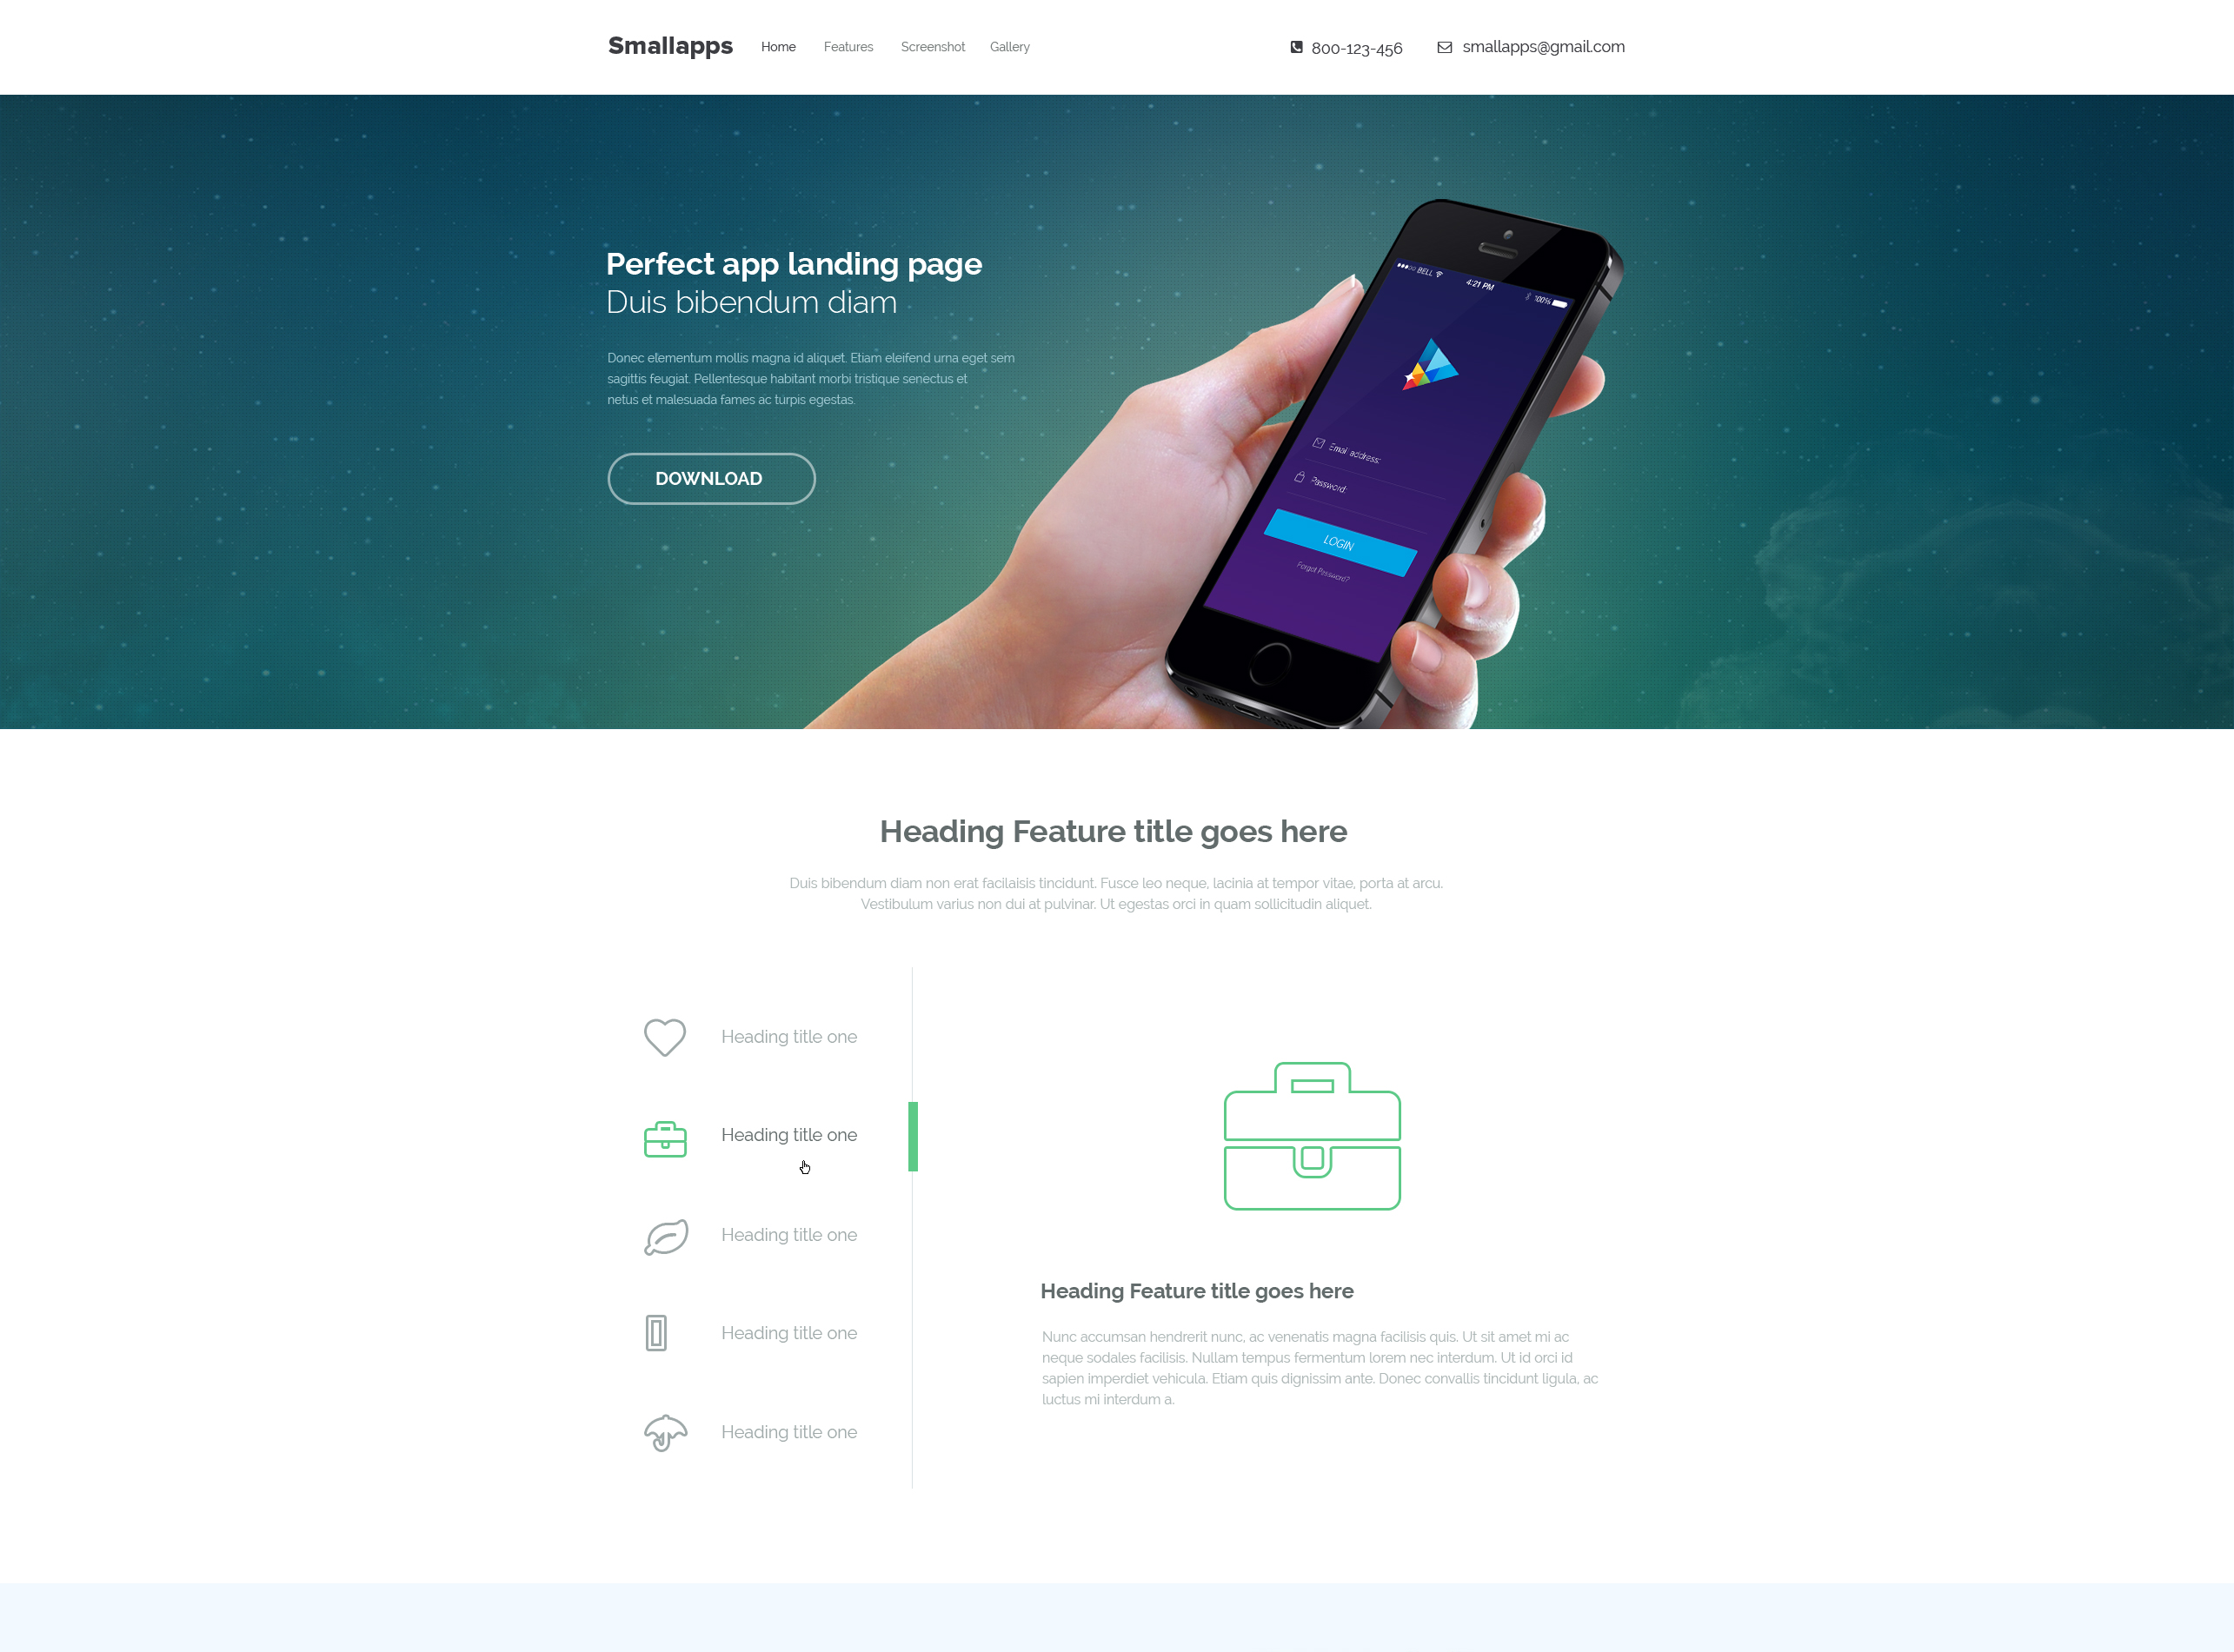 Smallapps
Home Features Screenshot Gallery
800-123-456 smallapps@gmail.com
Perfect app landing page
Duis bibendum diam
Donec elementum mollis magna id aliquet. Etiam eleifend urna eget sem
sagittis feugiat. Pellentesque habitant morbi tristique senectus et
netus et malesuada fames ac turpis egestas.
DOWNLOAD
BELL 4:21 PM 100%
Email address:
Password:
LOGIN
Forgot Password?
Heading Feature title goes here
Duis bibendum diam non erat facilaisis tincidunt. Fusce leo neque, lacinia at tempor vitae, porta at arcu.
Vestibulum varius non dui at pulvinar. Ut egestas orci in quam sollicitudin aliquet.
Heading title one
Heading title one
Heading title one
Heading title one
Heading title one
Heading Feature title goes here
Nunc accumsan hendrerit nunc, ac venenatis magna facilisis quis. Ut sit amet mi ac
neque sodales facilisis. Nullam tempus fermentum lorem nec interdum. Ut id orci id
sapien imperdiet vehicula. Etiam quis dignissim ante. Donec convallis tincidunt ligula, ac
luctus mi interdum a.